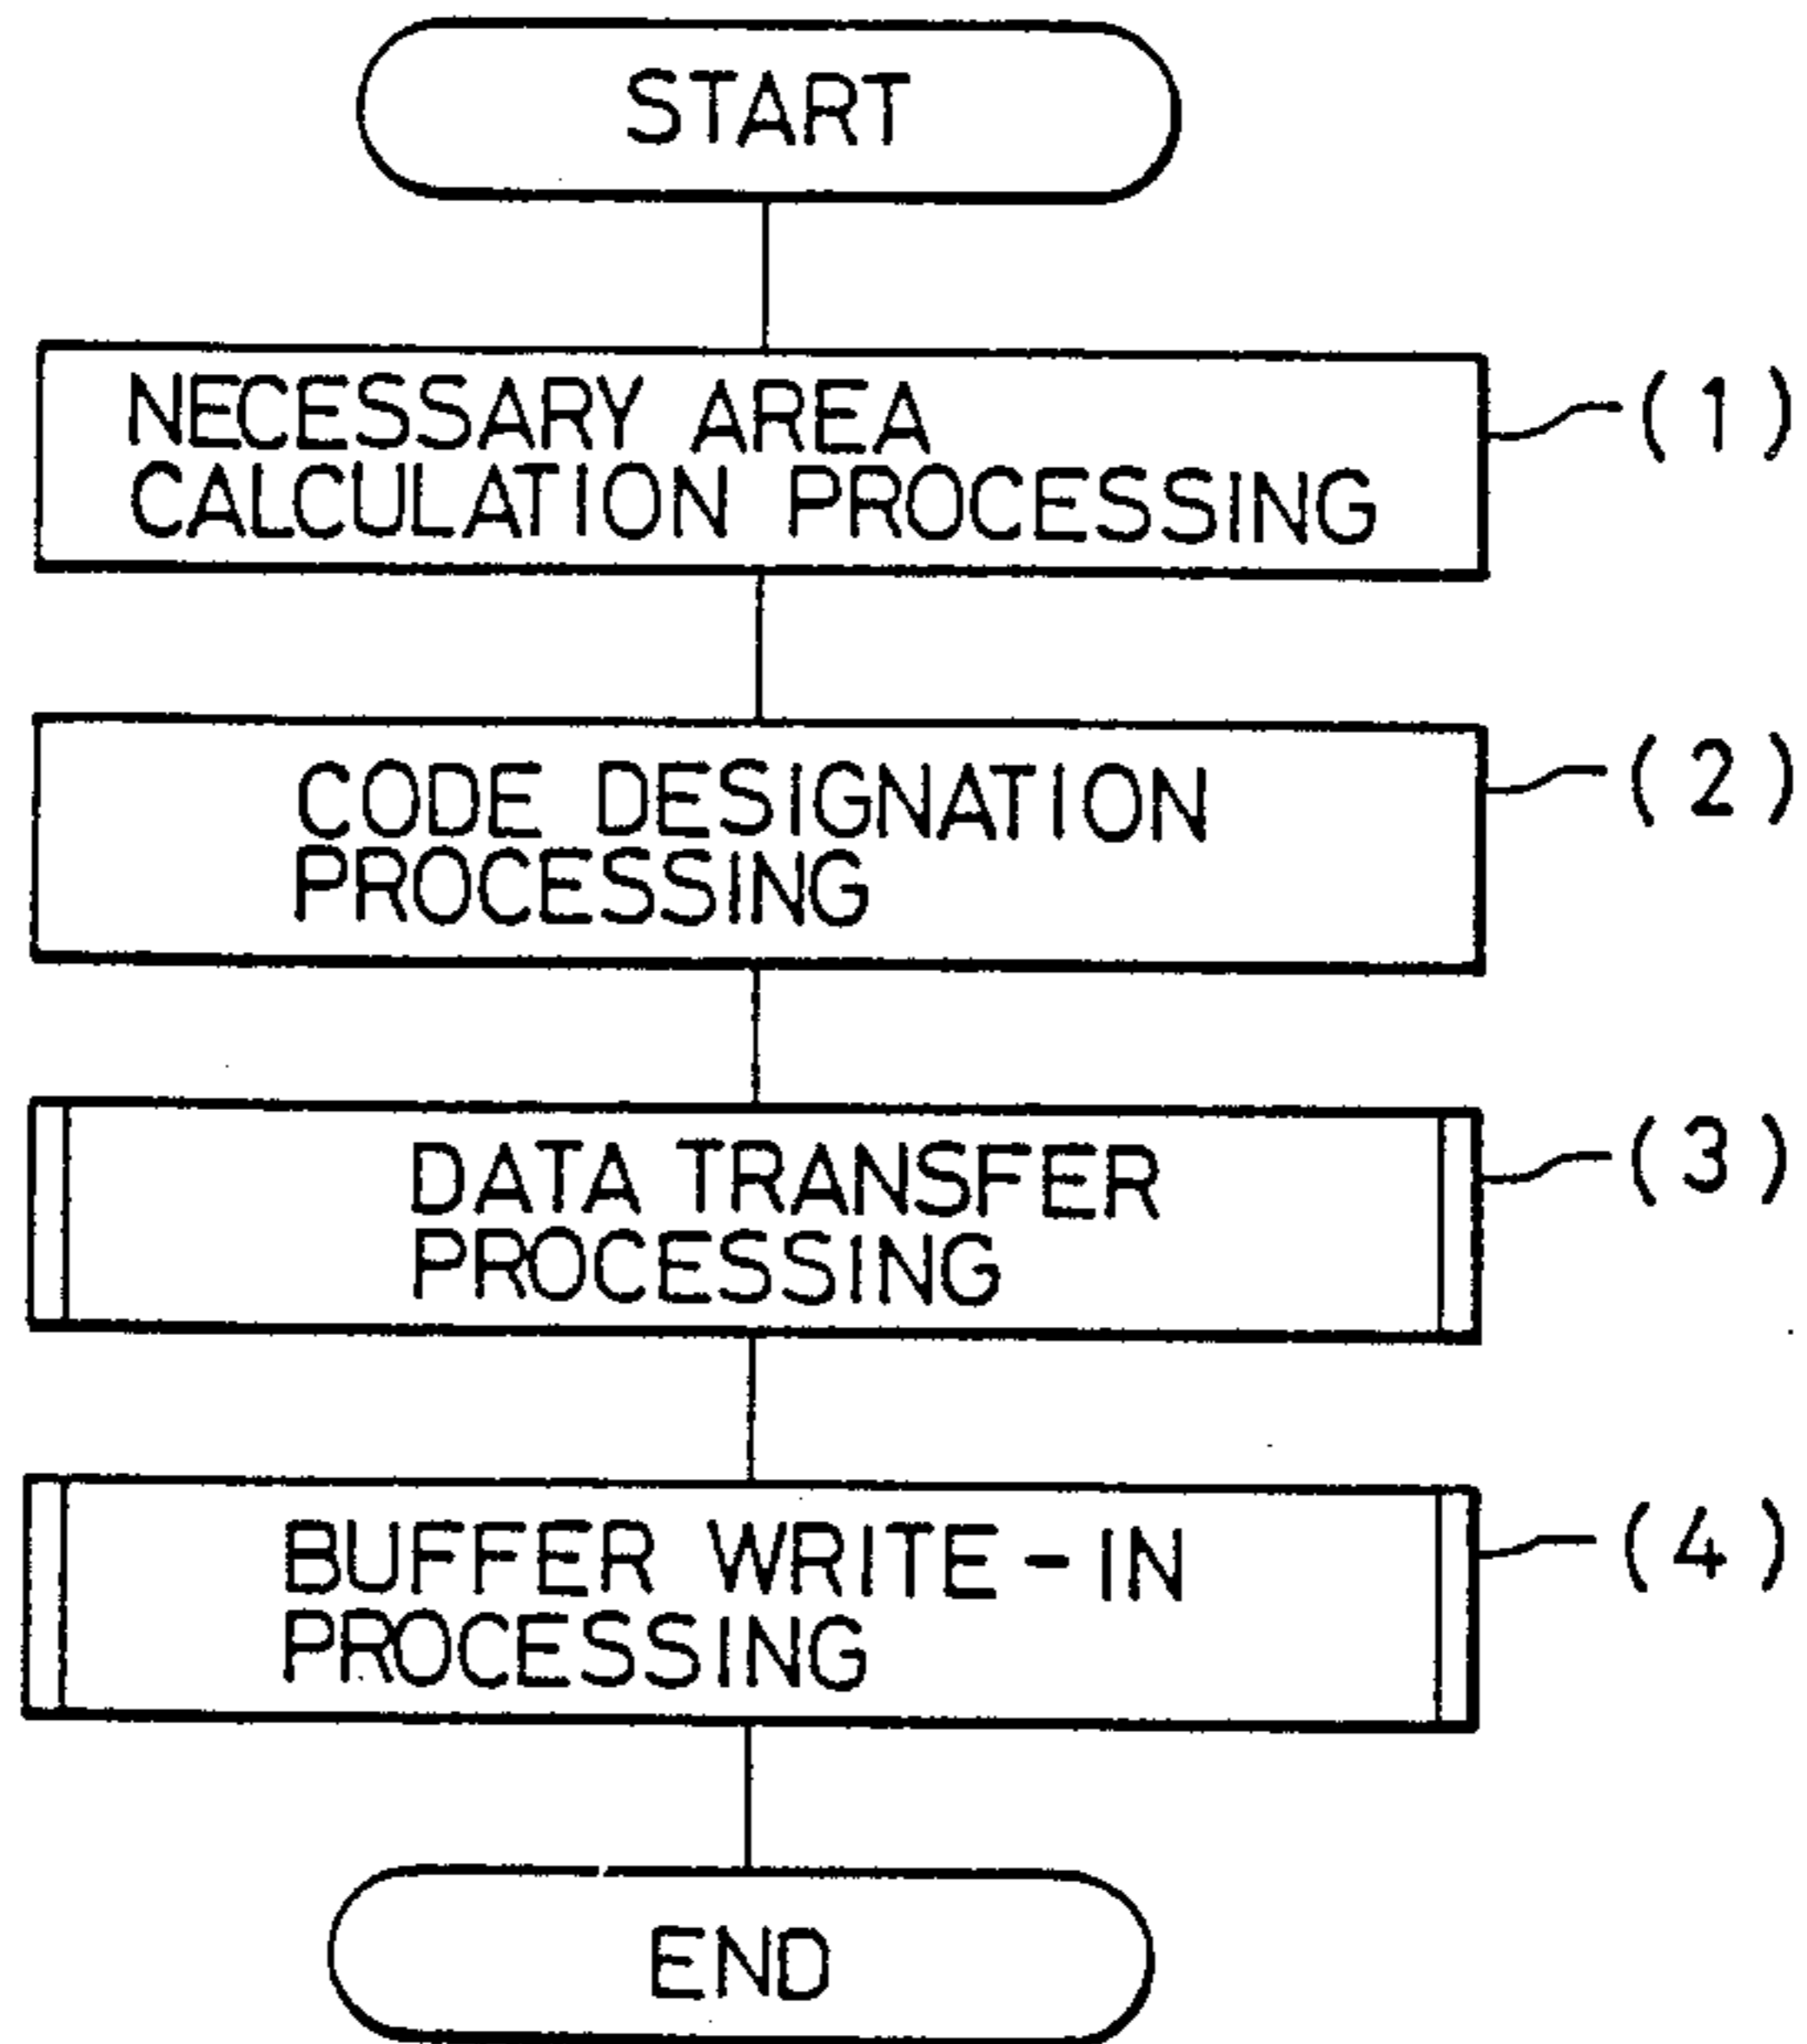 START
NECESSARY AREA
CALCULATION PROCESSING
(1)
CODE DESIGNATION
PROCESSING
(2)
DATA TRANSFER
PROCESSING
(3)
BUFFER WRITE-IN
PROCESSING
(4)
END